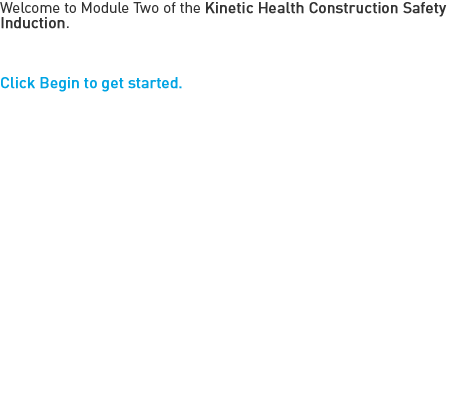 Welcome to Module Two of the Kinetic Health Construction Safety
Induction.
Click Begin to get started.